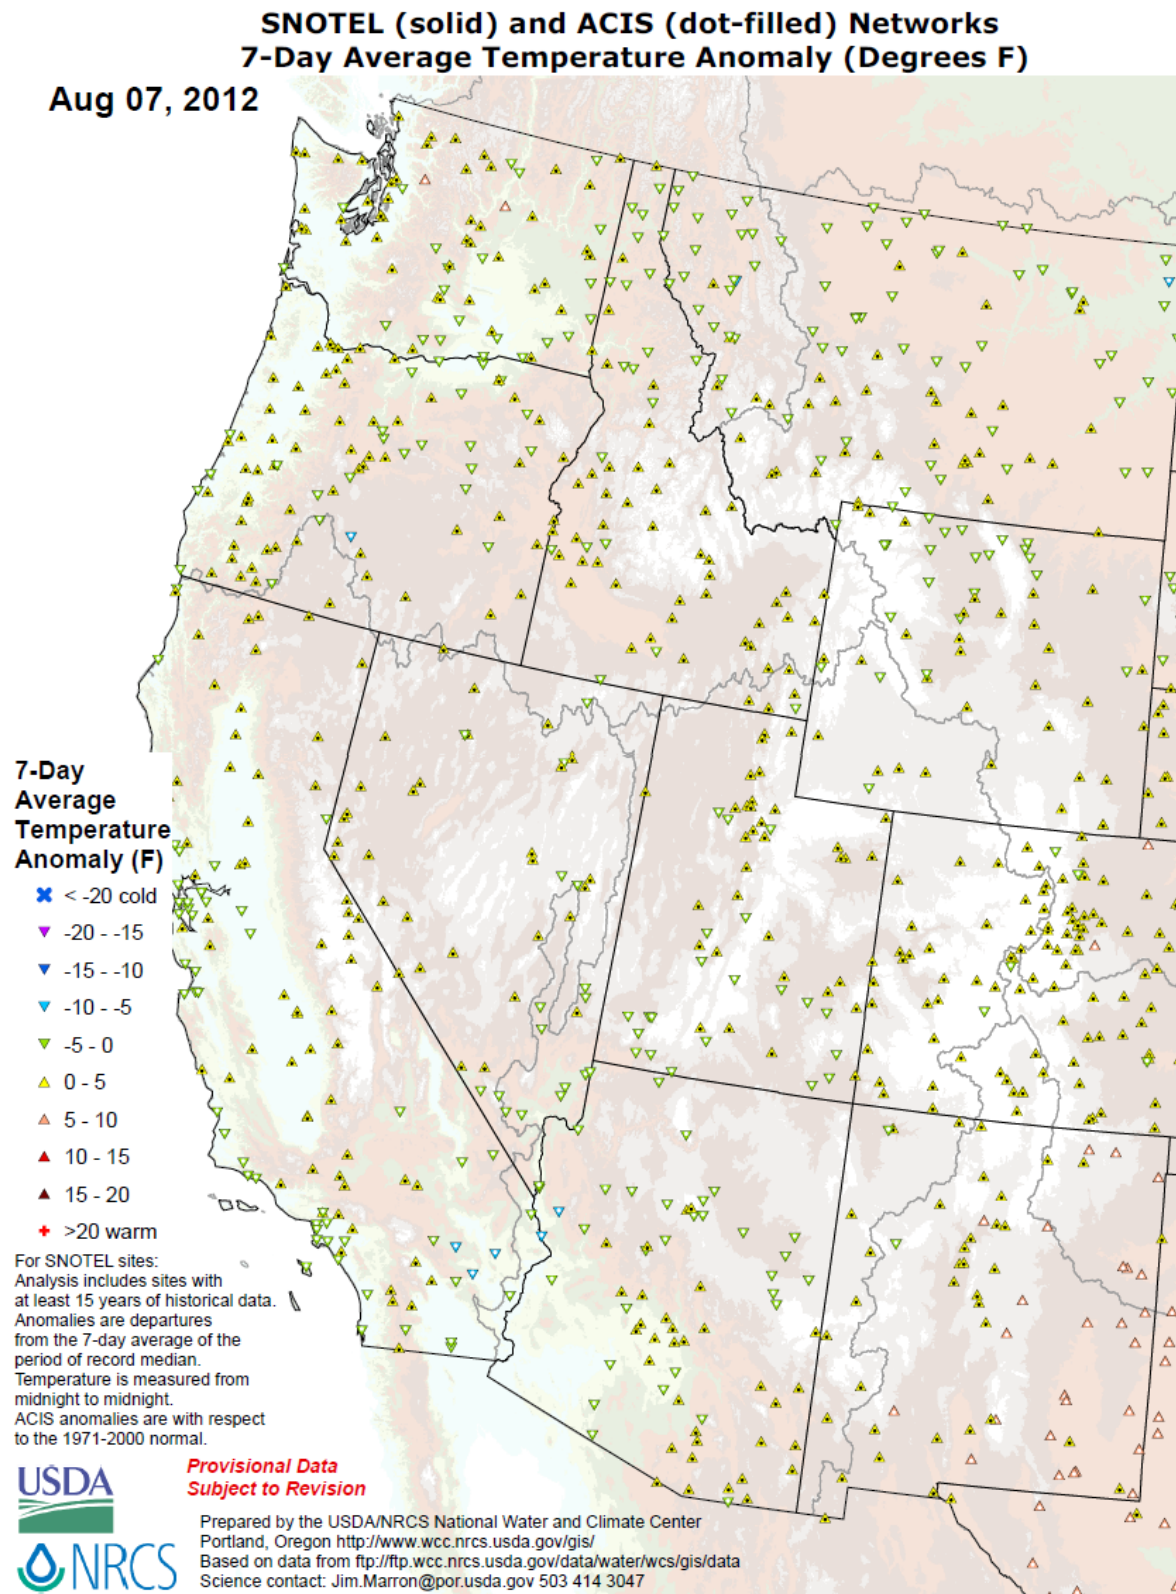 SNOTEL (solid) and ACIS (dot-filled) Networks
7-Day Average Temperature Anomaly (Degrees F)
Aug 07, 2012
7-Day
Average
Temperature
Anomaly (F)
< -20 cold
-20 - -15
-15 - -10
-10 - -5
-5 - 0
0 - 5
5 - 10
10 - 15
15 - 20
>20 warm
For SNOTEL sites:
Analysis includes sites with
at least 15 years of historical data.
Anomalies are departures
from the 7-day average of the
period of record median.
Temperature is measured from
midnight to midnight.
ACIS anomalies are with respect
to the 1971-2000 normal.
USDA
Provisional Data
Subject to Revision
NRCS
Prepared by the USDA/NRCS National Water and Climate Center
Portland, Oregon http://www.wcc.nrcs.usda.gov/gis/
Based on data from ftp://ftp.wcc.nrcs.usda.gov/data/water/wcs/gis/data
Science contact: Jim.Marron@por.usda.gov 503 414 3047